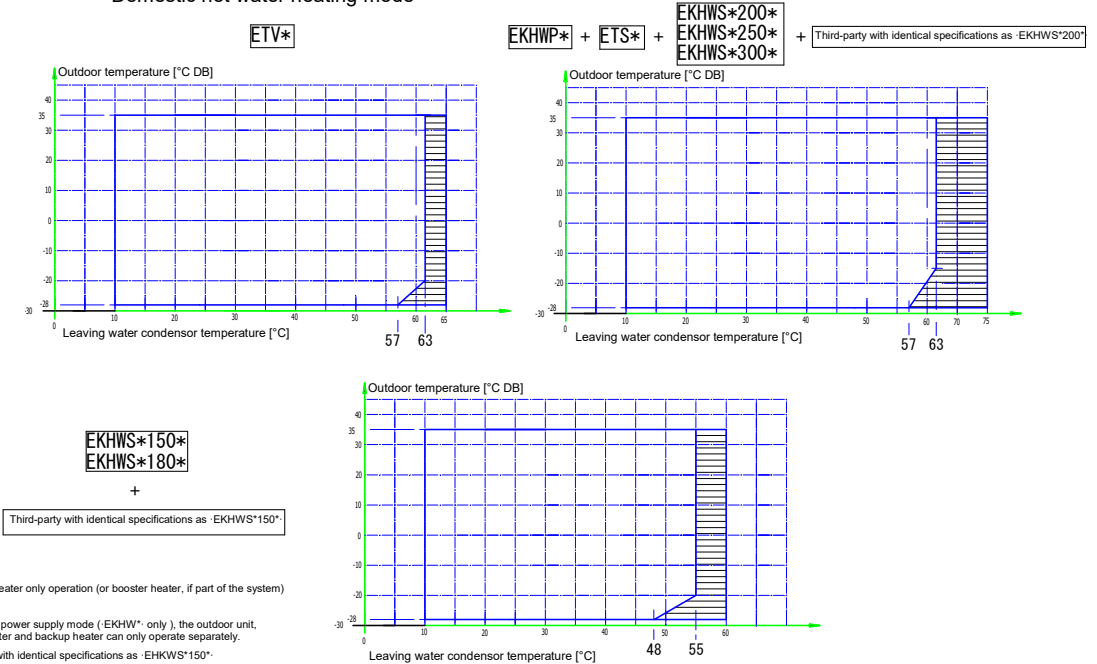 Domestic hot water heating mode
ETV*
EKHWP* + ETS* + EKHWS*200* EKHWS*250* EKHWS*300* + Third-party with identical specifications as ·EKHWS*200*·
Outdoor temperature [°C DB]
40
35
30
20
10
0
-10
-20
-28
-30
0 10 20 30 40 50 60 65
Leaving water condensor temperature [°C]
57 63
Outdoor temperature [°C DB]
40
35
30
20
10
0
-10
-20
-28
-30
0 10 20 30 40 50 60 70 75
Leaving water condensor temperature [°C]
57 63
EKHWS*150*
EKHWS*180*
+
Third-party with identical specifications as ·EKHWS*150*·
Outdoor temperature [°C DB]
40
35
30
20
10
0
-10
-20
-28
-30
0 10 20 30 40 50 60
Leaving water condensor temperature [°C]
48 55
eater only operation (or booster heater, if part of the system)
power supply mode (·EKHW*· only ), the outdoor unit,
ter and backup heater can only operate separately.
with identical specifications as ·EHKWS*150*·